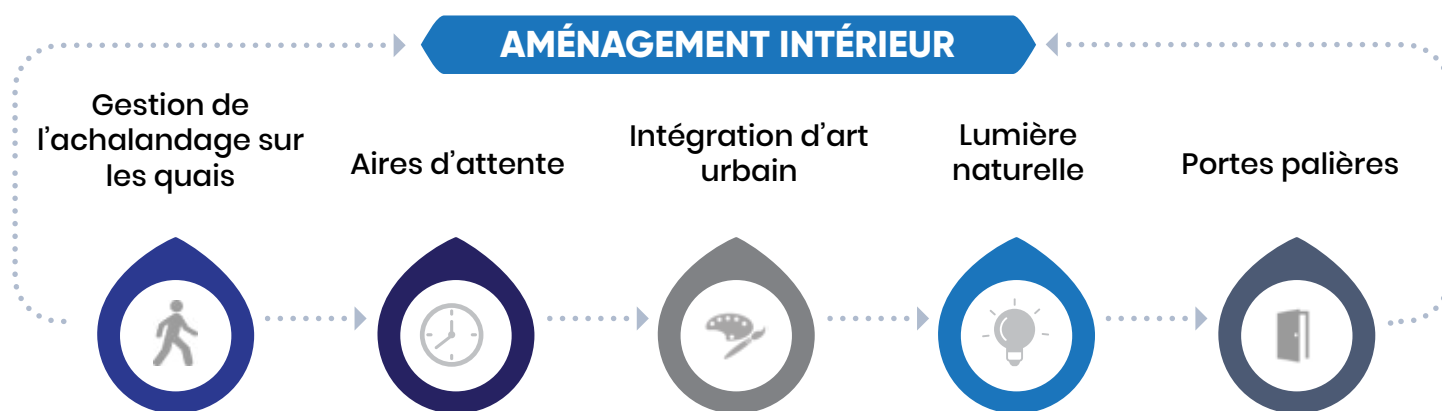 AMÉNAGEMENT INTÉRIEUR
Gestion de
l’achalandage sur
les quais
Aires d’attente
Intégration d’art
urbain
Lumière
naturelle
Portes palières